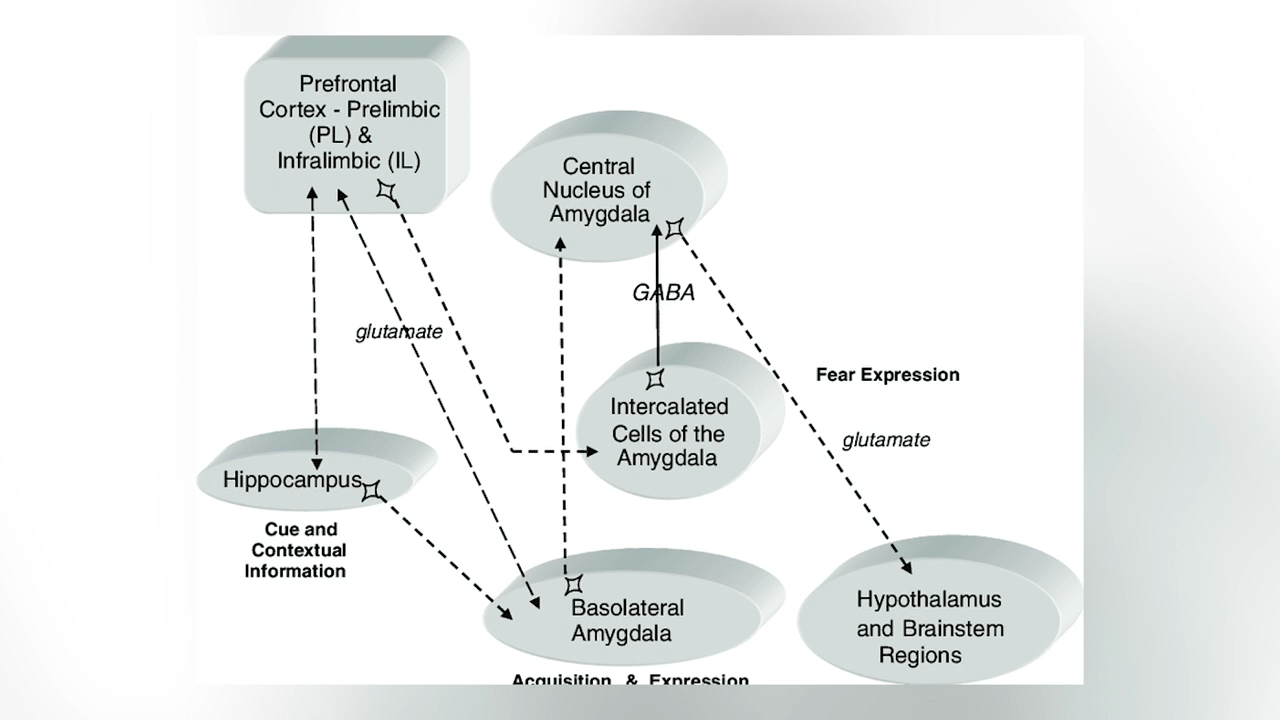 Prefrontal
Cortex - Prelimbic
(PL) &
Infralimbic (IL)
Central
Nucleus of
Amygdala
GABA
glutamate
Fear Expression
Intercalated
Cells of the
Amygdala
glutamate
Hippocampus
Cue and
Contextual
Information
Basolateral
Amygdala
Hypothalamus
and Brainstem
Regions
Acquisition & Expression